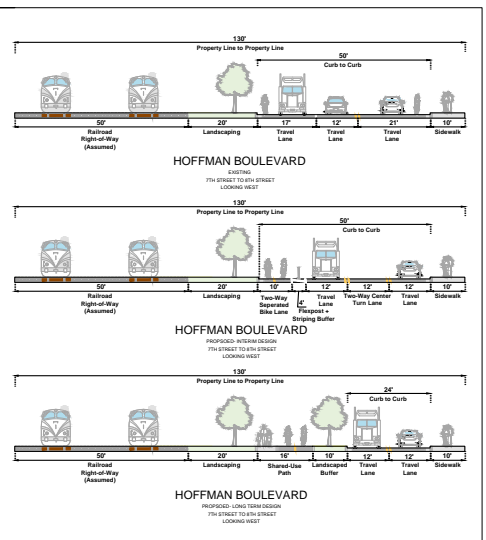 130'
Property Line to Property Line
50'
Curb to Curb
50' 20' 17' 12' 21' 10'
Railroad Right-of-Way (Assumed) Landscaping Travel Lane Travel Lane Travel Lane Sidewalk
HOFFMAN BOULEVARD
EXISTING
7TH STREET TO 8TH STREET
LOOKING WEST
130'
Property Line to Property Line
50'
Curb to Curb
50' 20' 10' 4' 12' 12' 12' 10'
Railroad Right-of-Way (Assumed) Landscaping Two-Way Seperated Bike Lane Flexpost + Striping Buffer Travel Lane Two-Way Center Turn Lane Travel Lane Sidewalk
HOFFMAN BOULEVARD
PROPSOED- INTERIM DESIGN
7TH STREET TO 8TH STREET
LOOKING WEST
130'
Property Line to Property Line
24'
Curb to Curb
50' 20' 16' 10' 12' 12' 10'
Railroad Right-of-Way (Assumed) Landscaping Shared-Use Path Landscaped Buffer Travel Lane Travel Lane Sidewalk
HOFFMAN BOULEVARD
PROPSOED- LONG TERM DESIGN
7TH STREET TO 8TH STREET
LOOKING WEST